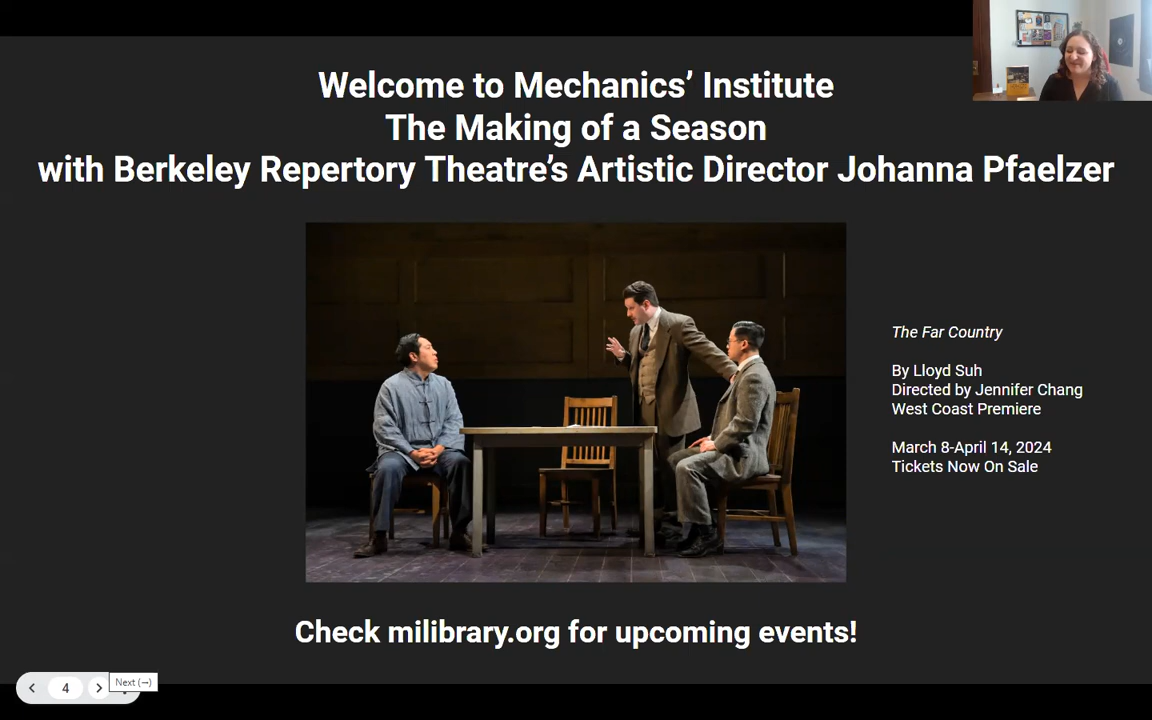 Welcome to Mechanics’ Institute
The Making of a Season
with Berkeley Repertory Theatre’s Artistic Director Johanna Pfaelzer
The Far Country
By Lloyd Suh
Directed by Jennifer Chang
West Coast Premiere
March 8-April 14, 2024
Tickets Now On Sale
Check milibrary.org for upcoming events!
4
Next (→)